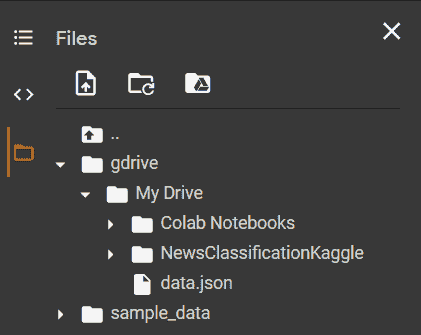 Files
..
gdrive
My Drive
Colab Notebooks
NewsClassificationKaggle
data.json
sample_data